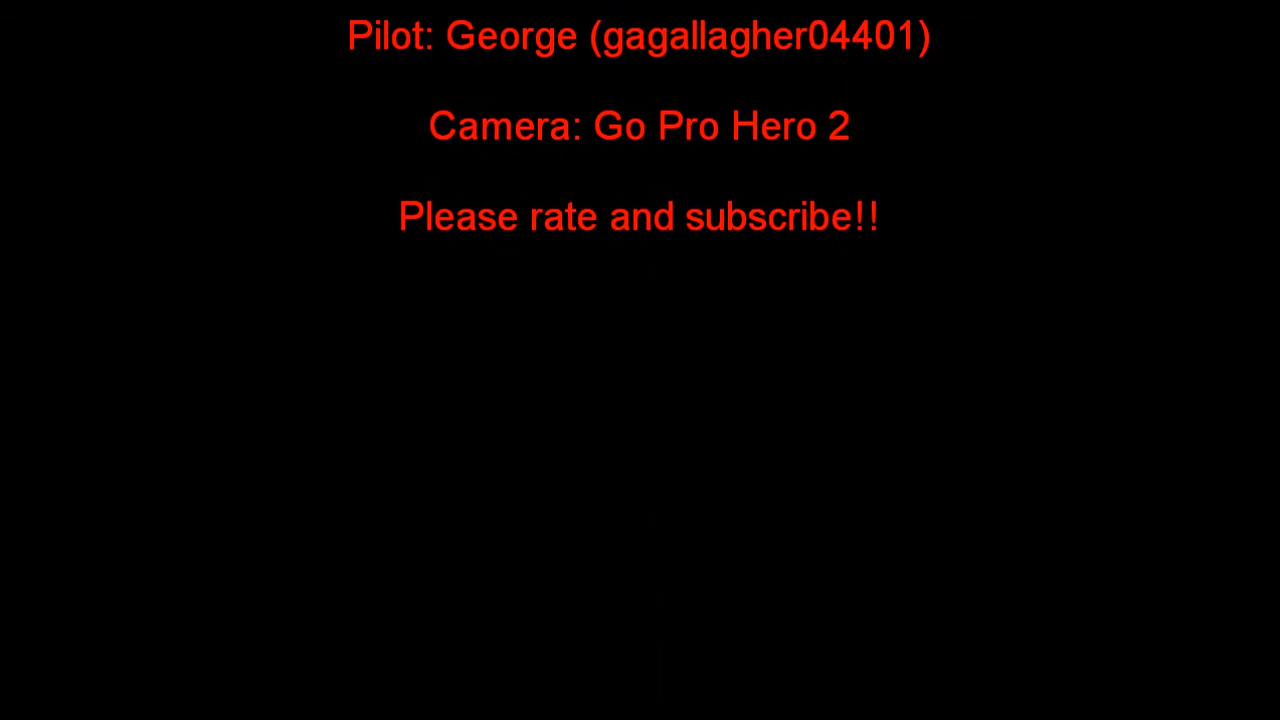 Pilot: George (gagallagher04401)
Camera: Go Pro Hero 2
Please rate and subscribe!!